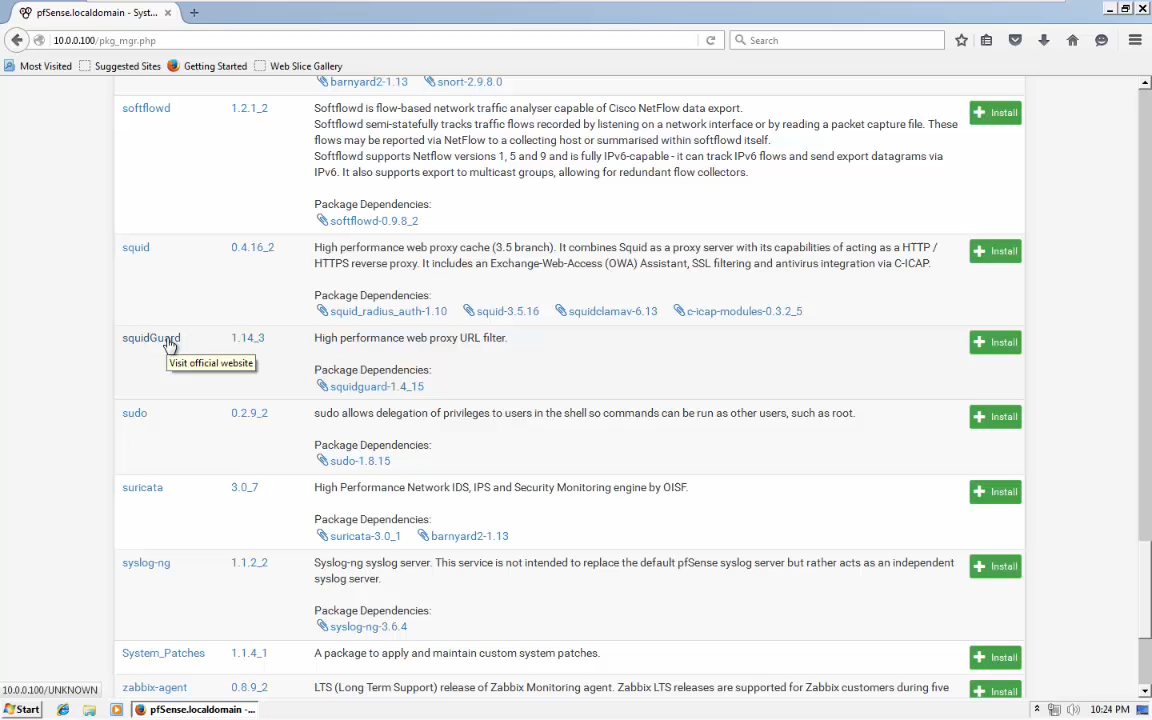 pfSense.localdomain - Syst...
10.0.0.100/pkg_mgr.php
Search
Most Visited
Suggested Sites
Getting Started
Web Slice Gallery
barnyard2-1.13
snort-2.9.8.0
softflowd
1.2.1_2
Softflowd is flow-based network traffic analyser capable of Cisco NetFlow data export.
Softflowd semi-statefully tracks traffic flows recorded by listening on a network interface or by reading a packet capture file. These
flows may be reported via NetFlow to a collecting host or summarised within softflowd itself.
Softflowd supports Netflow versions 1, 5 and 9 and is fully IPv6-capable - it can track IPv6 flows and send export datagrams via
IPv6. It also supports export to multicast groups, allowing for redundant flow collectors.
Package Dependencies:
softflowd-0.9.8_2
Install
squid
0.4.16_2
High performance web proxy cache (3.5 branch). It combines Squid as a proxy server with its capabilities of acting as a HTTP /
HTTPS reverse proxy. It includes an Exchange-Web-Access (OWA) Assistant, SSL filtering and antivirus integration via C-ICAP.
Package Dependencies:
squid_radius_auth-1.10
squid-3.5.16
squidclamav-6.13
c-icap-modules-0.3.2_5
Install
squidGuard
1.14_3
High performance web proxy URL filter.
Package Dependencies:
squidguard-1.4_15
Install
Visit official website
sudo
0.2.9_2
sudo allows delegation of privileges to users in the shell so commands can be run as other users, such as root.
Package Dependencies:
sudo-1.8.15
Install
suricata
3.0_7
High Performance Network IDS, IPS and Security Monitoring engine by OISF.
Package Dependencies:
suricata-3.0_1
barnyard2-1.13
Install
syslog-ng
1.1.2_2
Syslog-ng syslog server. This service is not intended to replace the default pfSense syslog server but rather acts as an independent
syslog server.
Package Dependencies:
syslog-ng-3.6.4
Install
System_Patches
1.1.4_1
A package to apply and maintain custom system patches.
Install
zabbix-agent
0.8.9_2
LTS (Long Term Support) release of Zabbix Monitoring agent. Zabbix LTS releases are supported for Zabbix customers during five
Install
10.0.0.100/UNKNOWN
Start
pfSense.localdomain - ...
10:24 PM